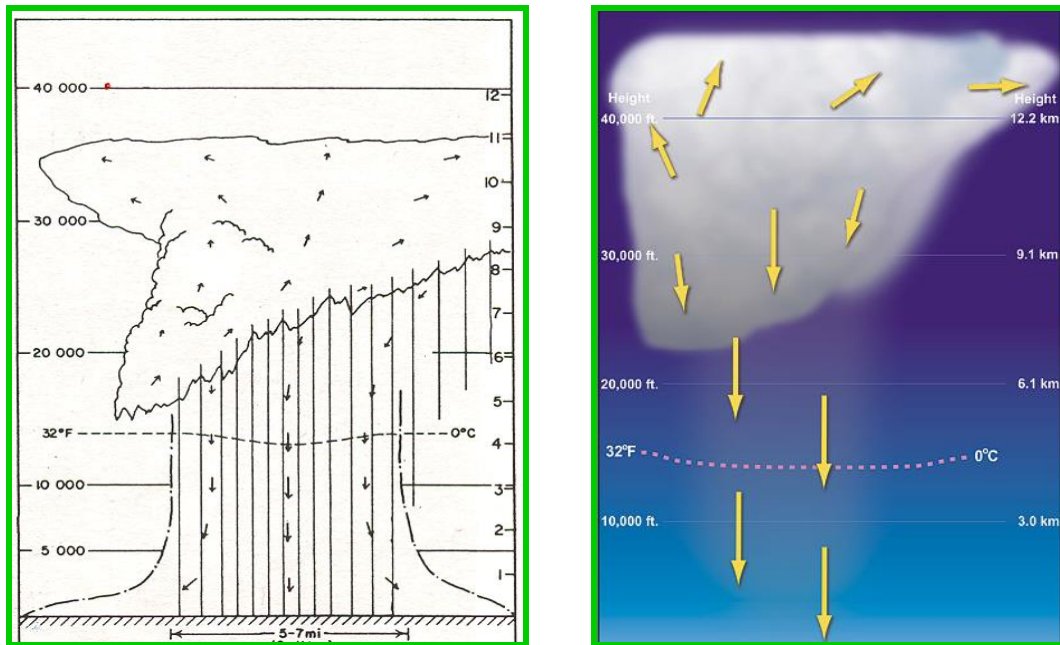 40 000
12
11
10
30 000
9
8
7
20 000
6
5
32°F
0°C
4
10 000
3
2
5 000
1
5-7mi
Height
Height
40,000 ft.
12.2 km
30,000 ft.
9.1 km
20,000 ft.
6.1 km
32°F
0°C
10,000 ft.
3.0 km